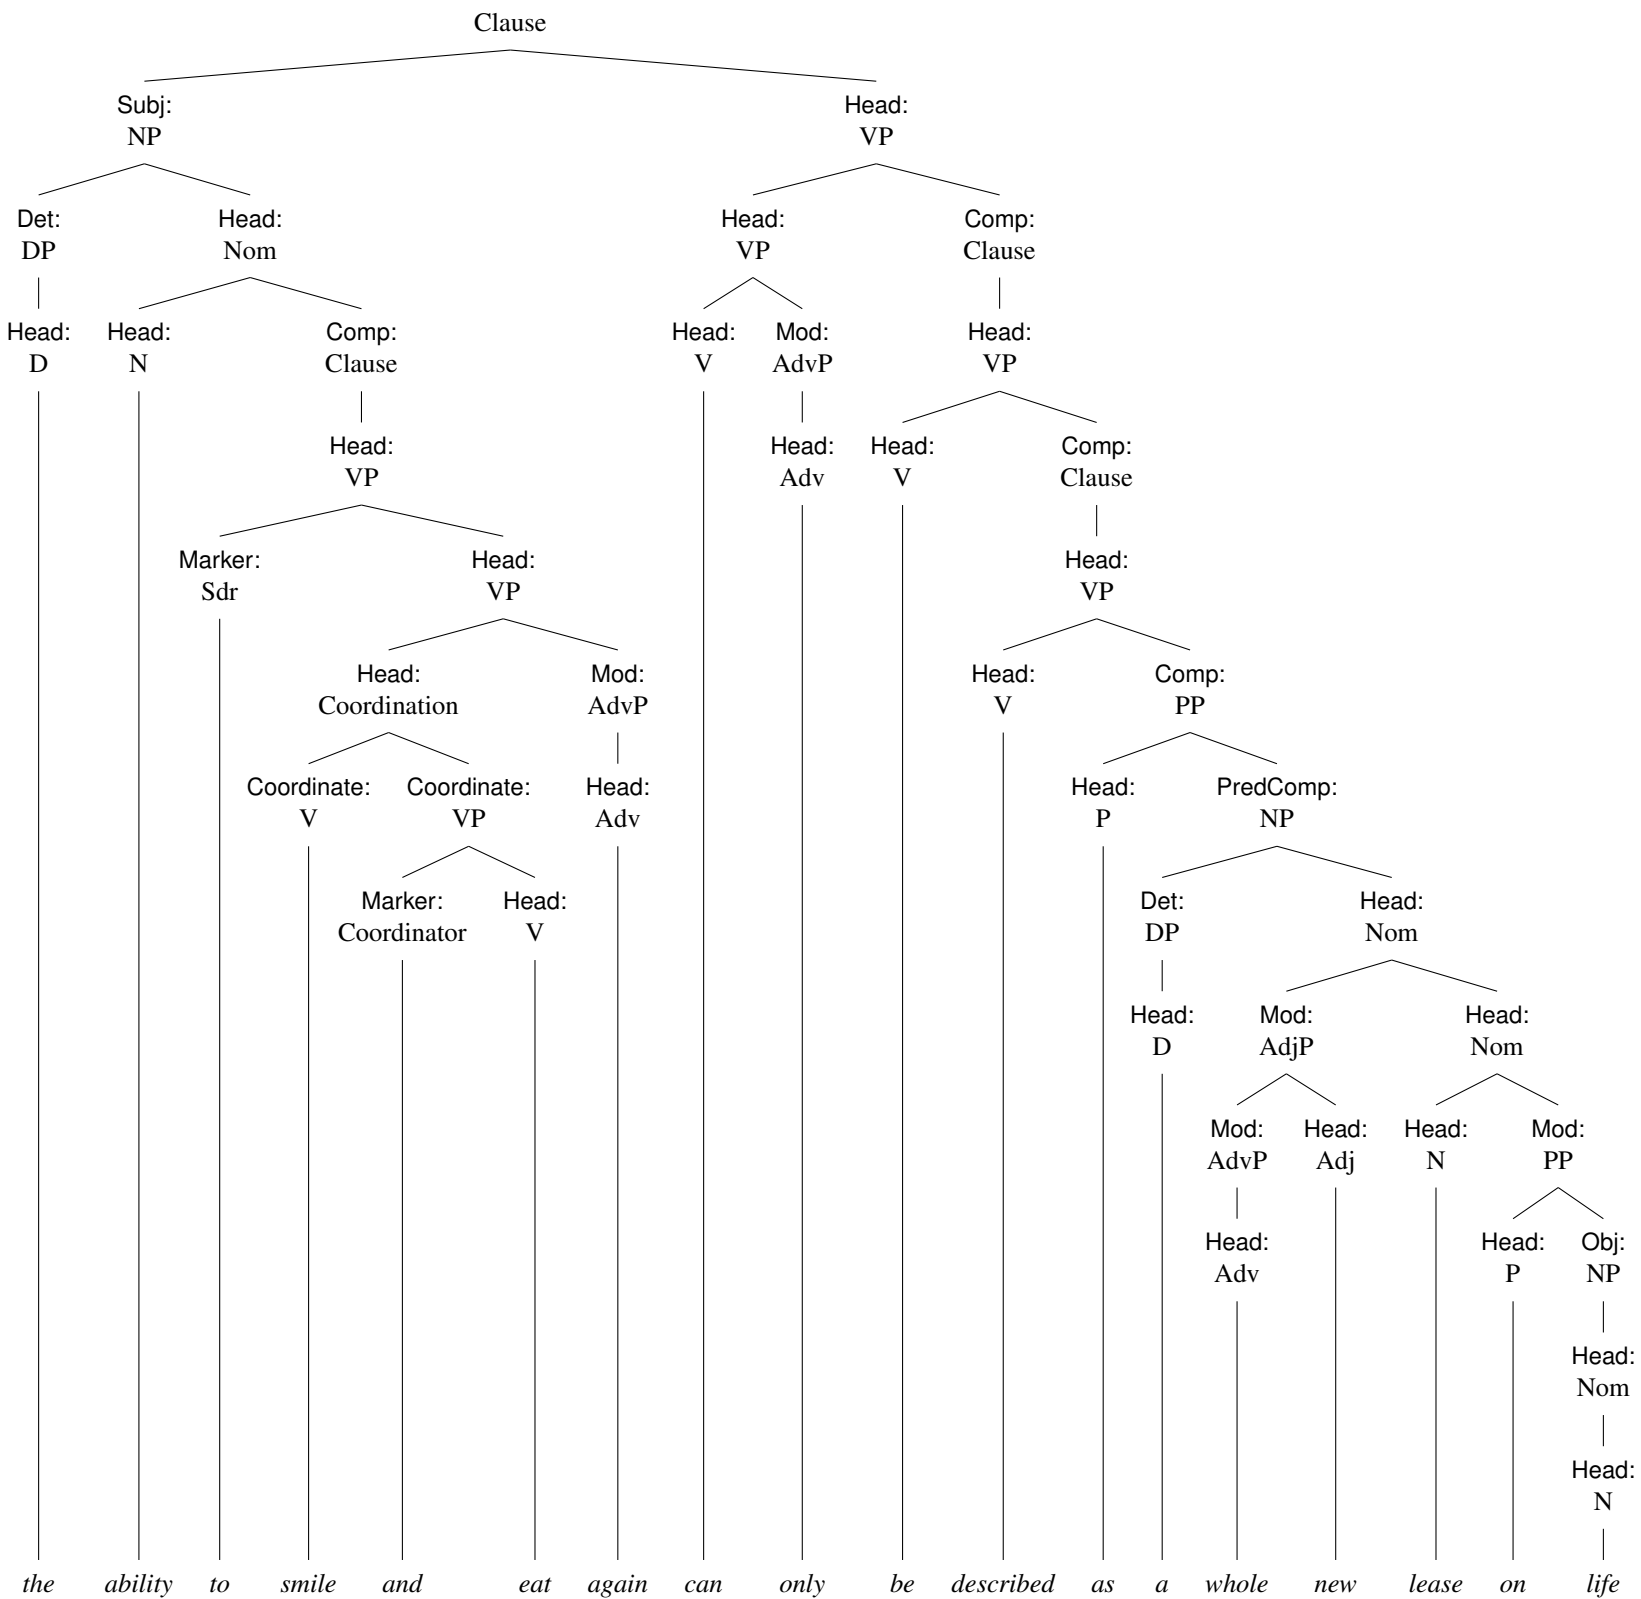 Clause
Subj: Head:
NP VP
Det: Head: Head: Comp:
DP Nom VP Clause
Head: Head: Comp: Head: Mod: Head:
D N Clause V AdvP VP
Head: Head: Head: Comp:
VP Adv V Clause
Marker: Head: Head:
Sdr VP VP
Head: Mod: Head: Comp:
Coordination AdvP V PP
Coordinate: Coordinate: Head: Head: PredComp:
V VP Adv P NP
Marker: Head: Det: Head:
Coordinator V DP Nom
Head: Mod: Head:
D AdjP Nom
Mod: Head: Head: Mod:
AdvP Adj N PP
Head: Head: Obj:
Adv P NP
Head:
Nom
Head:
N
the ability to smile and eat again can only be described as a whole new lease on life